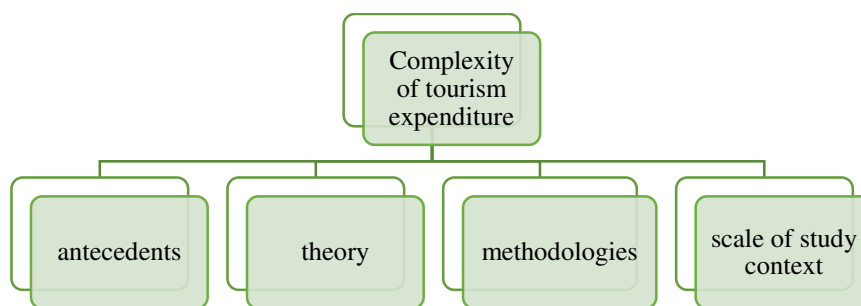 Complexity
of tourism
expenditure
antecedents
theory
methodologies
scale of study
context